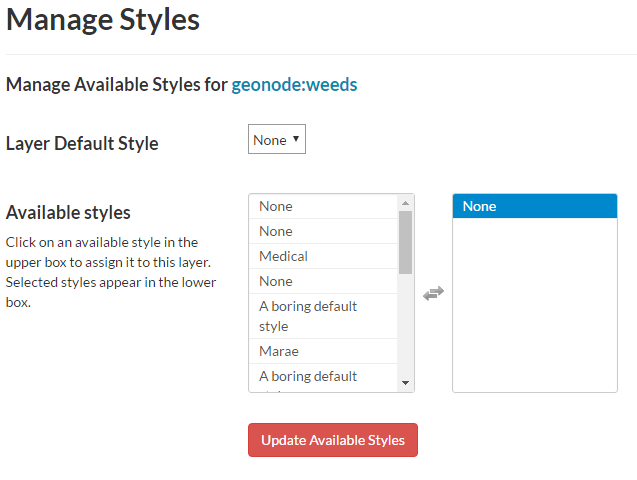 Manage Styles
Manage Available Styles for geonode:weeds
Layer Default Style
None
Available styles
Click on an available style in the
upper box to assign it to this layer.
Selected styles appear in the lower
box.
None
None
Medical
None
A boring default
style
Marae
A boring default
None
Update Available Styles